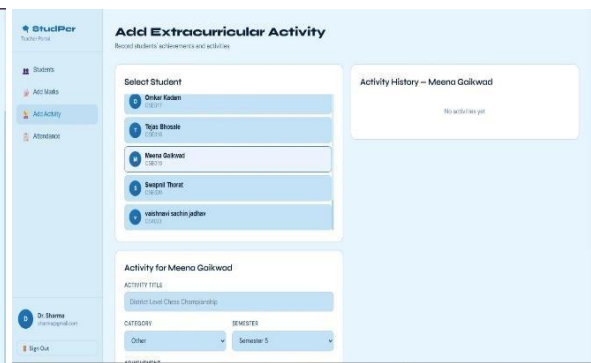 StudPer
Teacher Portal
Students
Add Marks
Add Activity
Attendance
Dr. Sharma
Sign Out
Add Extracurricular Activity
Record students' achievements and activities
Select Student
O
Omkar Kadam
T
Tejas Bhosale
M
Meena Gaikwad
S
Swapnil Thorat
v
vaishnavi sachin jadhav
Activity for Meena Gaikwad
ACTIVITY TITLE
District Level Chess Championship
CATEGORY
SEMESTER
Other
Semester 5
ACHIEVEMENT
Activity History – Meena Gaikwad
No activities yet